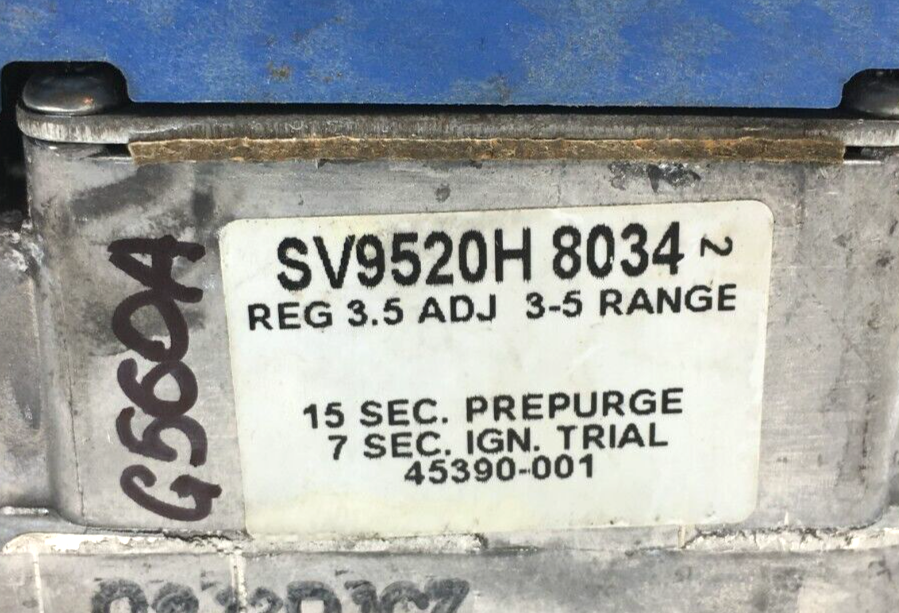 SV9520H 8034 2
REG 3.5 ADJ 3-5 RANGE
15 SEC. PREPURGE
7 SEC. IGN. TRIAL
45390-001
G560A